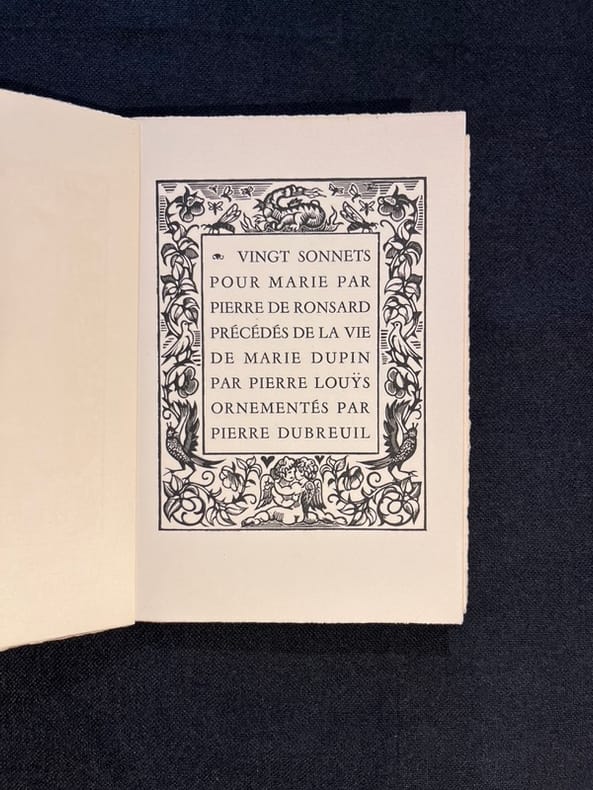 ❧ VINGT SONNETS
POUR MARIE PAR
PIERRE DE RONSARD
PRÉCÉDÉS DE LA VIE
DE MARIE DUPIN
PAR PIERRE LOUŸS
ORNEMENTÉS PAR
PIERRE DUBREUIL